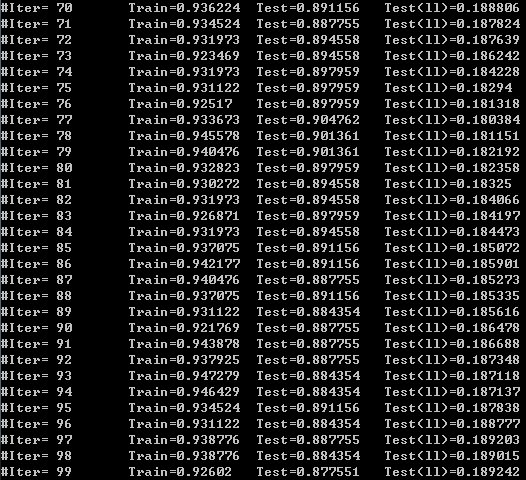 #Iter= 70 Train=0.936224 Test=0.891156 Test(ll)=0.188806
#Iter= 71 Train=0.934524 Test=0.887755 Test(ll)=0.187824
#Iter= 72 Train=0.931973 Test=0.894558 Test(ll)=0.187639
#Iter= 73 Train=0.923469 Test=0.894558 Test(ll)=0.186242
#Iter= 74 Train=0.931973 Test=0.897959 Test(ll)=0.184228
#Iter= 75 Train=0.931122 Test=0.897959 Test(ll)=0.18294
#Iter= 76 Train=0.92517 Test=0.897959 Test(ll)=0.181318
#Iter= 77 Train=0.933673 Test=0.904762 Test(ll)=0.180384
#Iter= 78 Train=0.945578 Test=0.901361 Test(ll)=0.181151
#Iter= 79 Train=0.940476 Test=0.901361 Test(ll)=0.182192
#Iter= 80 Train=0.932823 Test=0.897959 Test(ll)=0.182358
#Iter= 81 Train=0.930272 Test=0.894558 Test(ll)=0.18325
#Iter= 82 Train=0.931973 Test=0.894558 Test(ll)=0.184066
#Iter= 83 Train=0.926871 Test=0.897959 Test(ll)=0.184197
#Iter= 84 Train=0.931973 Test=0.894558 Test(ll)=0.184473
#Iter= 85 Train=0.937075 Test=0.891156 Test(ll)=0.185072
#Iter= 86 Train=0.942177 Test=0.891156 Test(ll)=0.185901
#Iter= 87 Train=0.940476 Test=0.887755 Test(ll)=0.185273
#Iter= 88 Train=0.937075 Test=0.891156 Test(ll)=0.185335
#Iter= 89 Train=0.931122 Test=0.884354 Test(ll)=0.185616
#Iter= 90 Train=0.921769 Test=0.887755 Test(ll)=0.186478
#Iter= 91 Train=0.943878 Test=0.887755 Test(ll)=0.186688
#Iter= 92 Train=0.937925 Test=0.887755 Test(ll)=0.187348
#Iter= 93 Train=0.947279 Test=0.884354 Test(ll)=0.187118
#Iter= 94 Train=0.946429 Test=0.884354 Test(ll)=0.187137
#Iter= 95 Train=0.934524 Test=0.891156 Test(ll)=0.187838
#Iter= 96 Train=0.931122 Test=0.884354 Test(ll)=0.188777
#Iter= 97 Train=0.938776 Test=0.887755 Test(ll)=0.189203
#Iter= 98 Train=0.938776 Test=0.884354 Test(ll)=0.189015
#Iter= 99 Train=0.92602 Test=0.877551 Test(ll)=0.189242